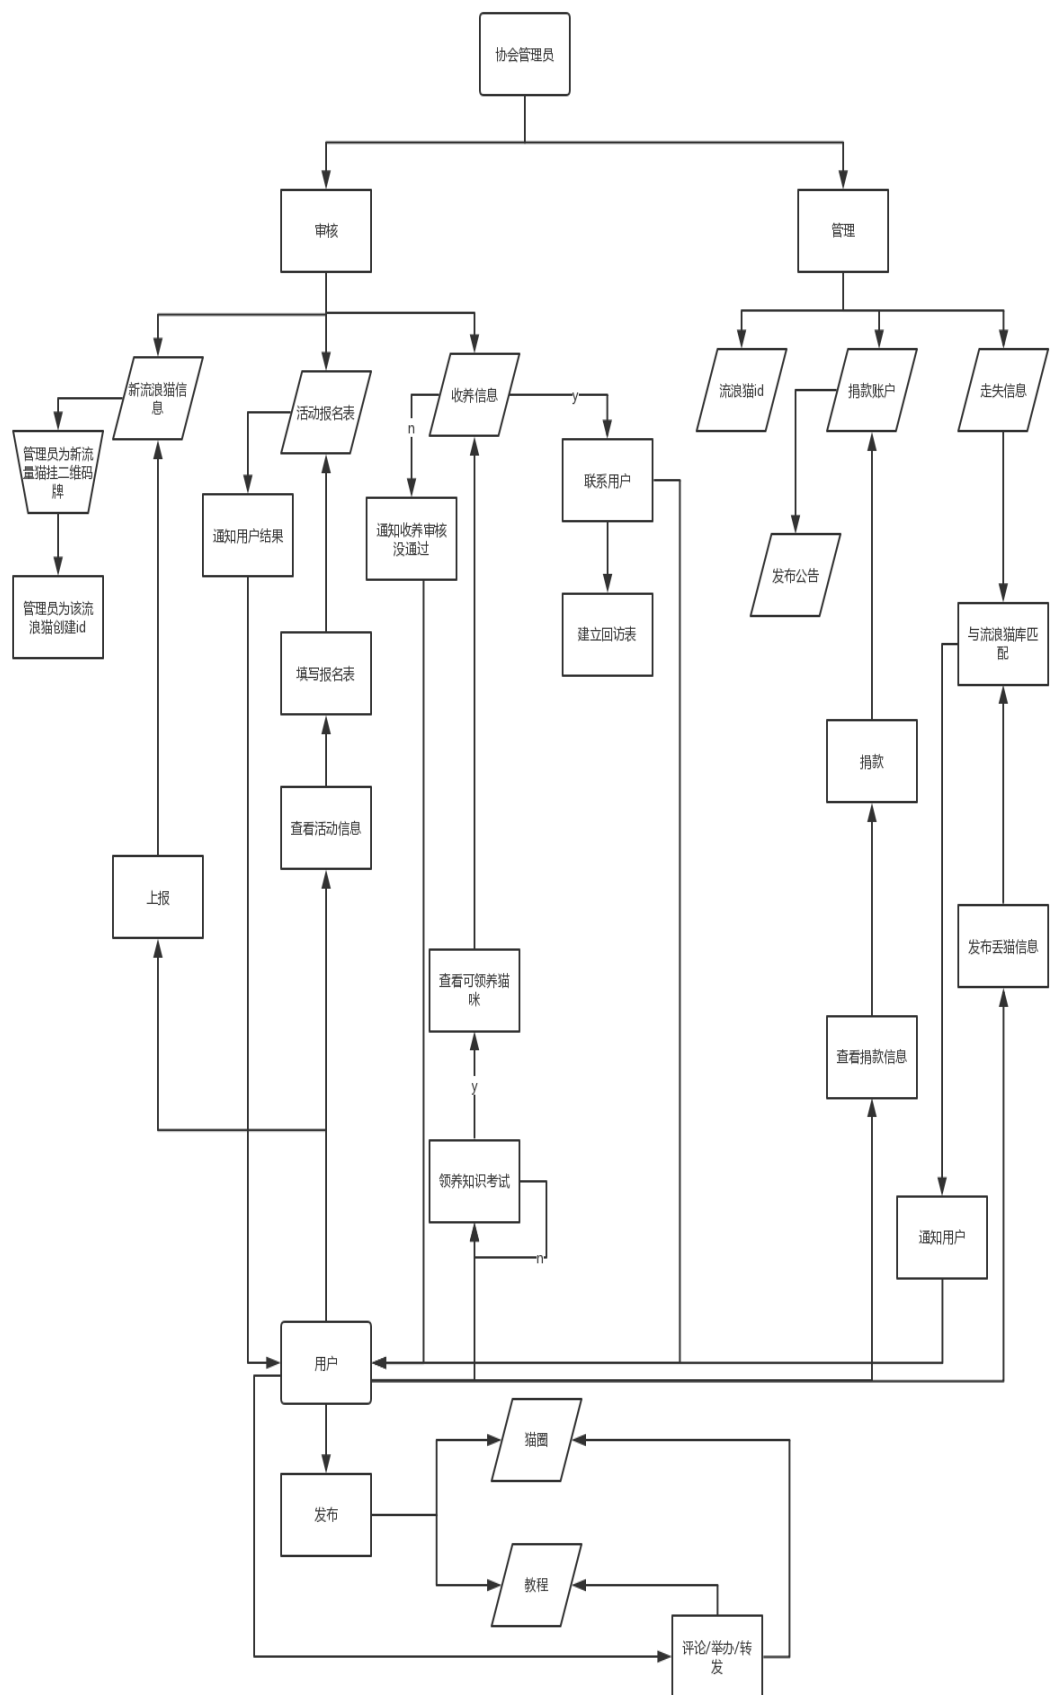 协会管理员
审核
管理
新流浪猫信
息
活动报名表
收养信息
y
n
流浪猫id
捐款账户
走失信息
管理员为新流
量猫挂二维码
牌
通知用户结果
通知收养审核
没通过
联系用户
发布公告
管理员为该流
浪猫创建id
建立回访表
与流浪猫库匹
配
填写报名表
捐款
查看活动信息
上报
发布丢猫信息
查看可领养猫
咪
查看捐款信息
y
领养知识考试
n
通知用户
用户
猫圈
发布
教程
评论/举办/转
发